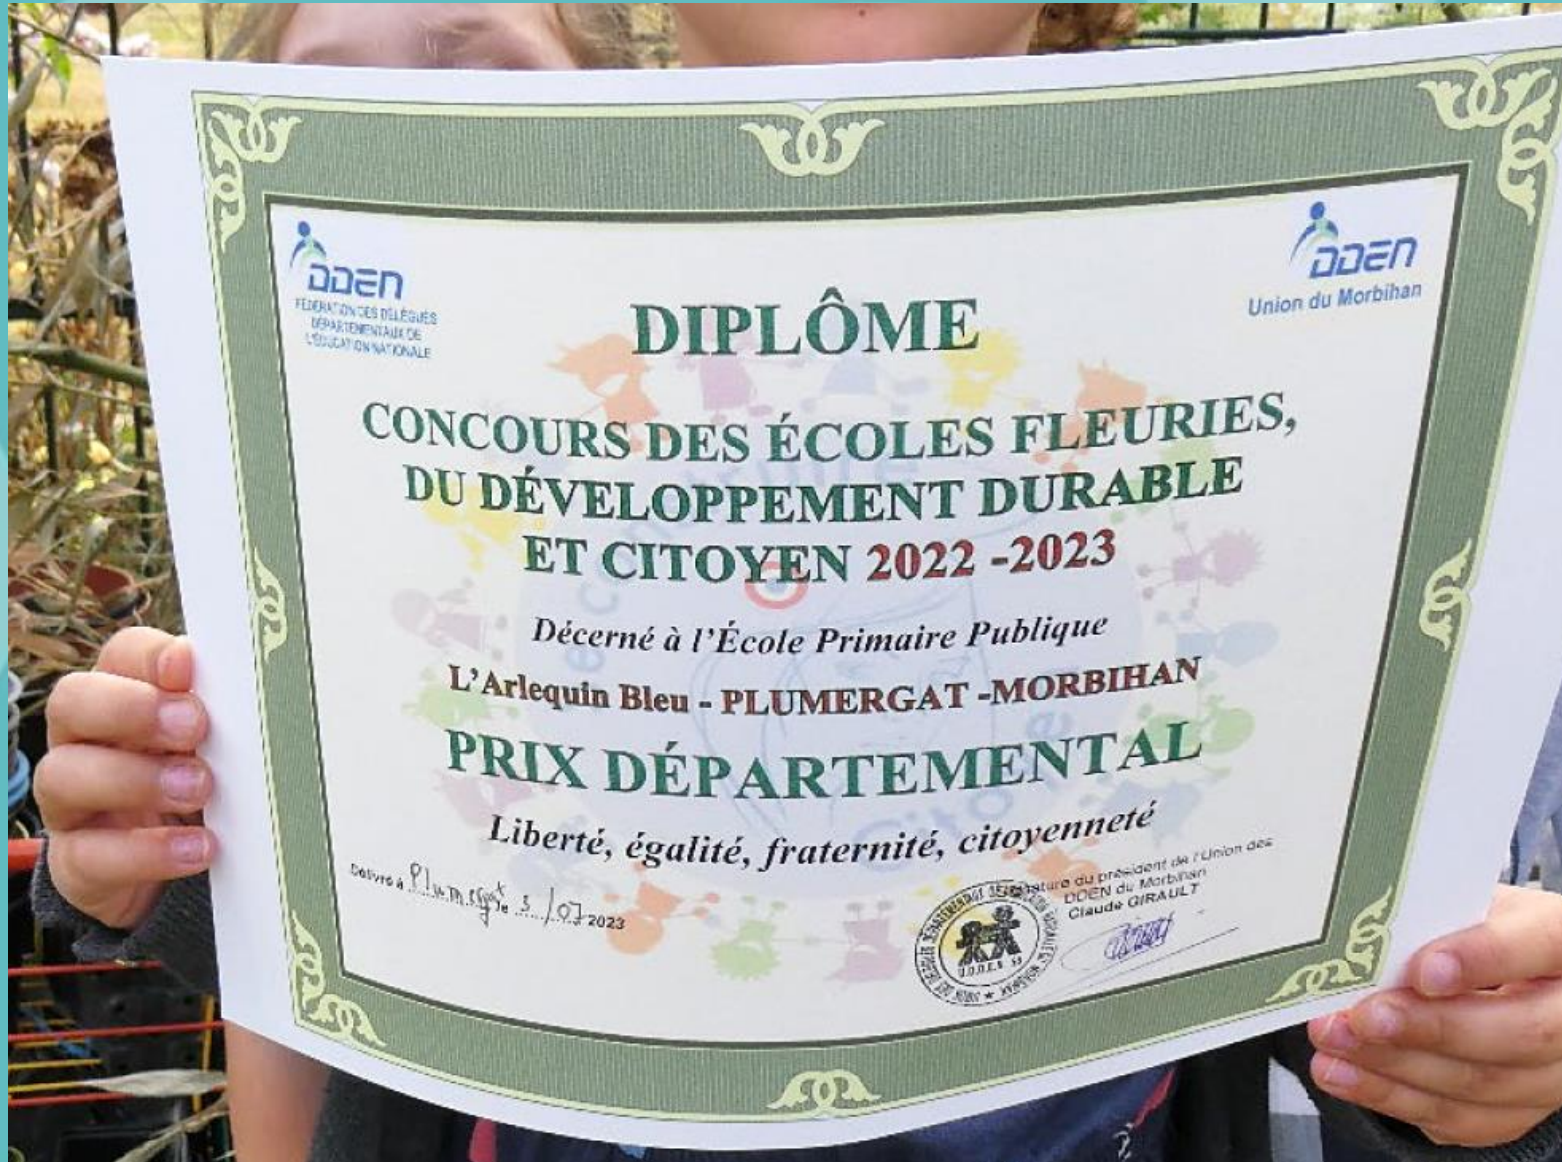 DDEN
FÉDÉRATION DES DÉLÉGUÉS
DÉPARTEMENTAUX DE
L'ÉDUCATION NATIONALE
DDEN
Union du Morbihan
DIPLÔME
CONCOURS DES ÉCOLES FLEURIES,
DU DÉVELOPPEMENT DURABLE
ET CITOYEN 2022 -2023
Décerné à l'École Primaire Publique
L'Arlequin Bleu - PLUMERGAT -MORBIHAN
PRIX DÉPARTEMENTAL
Liberté, égalité, fraternité, citoyenneté
Délivré à Plumergat le 3/07 2023
Signature du président de l'Union des
DDEN du Morbihan
Claude GIRAULT